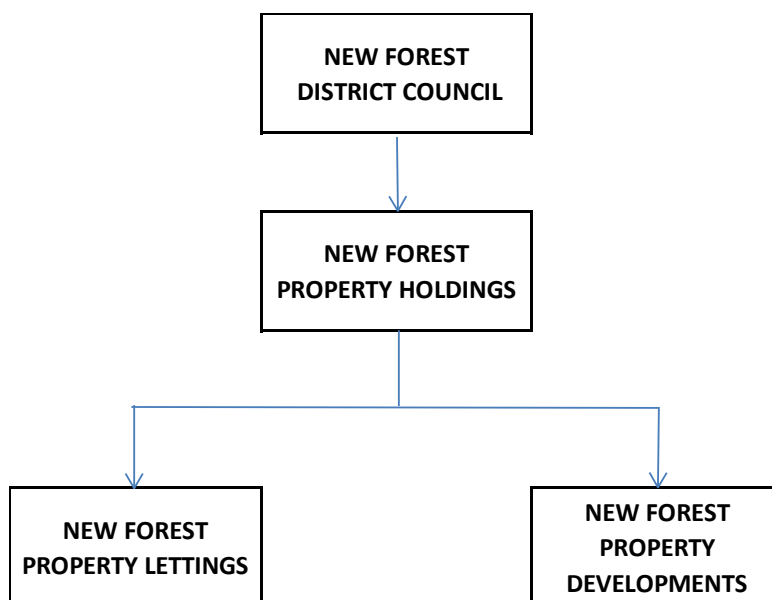 NEW FOREST
DISTRICT COUNCIL
NEW FOREST
PROPERTY HOLDINGS
NEW FOREST
PROPERTY LETTINGS
NEW FOREST
PROPERTY
DEVELOPMENTS